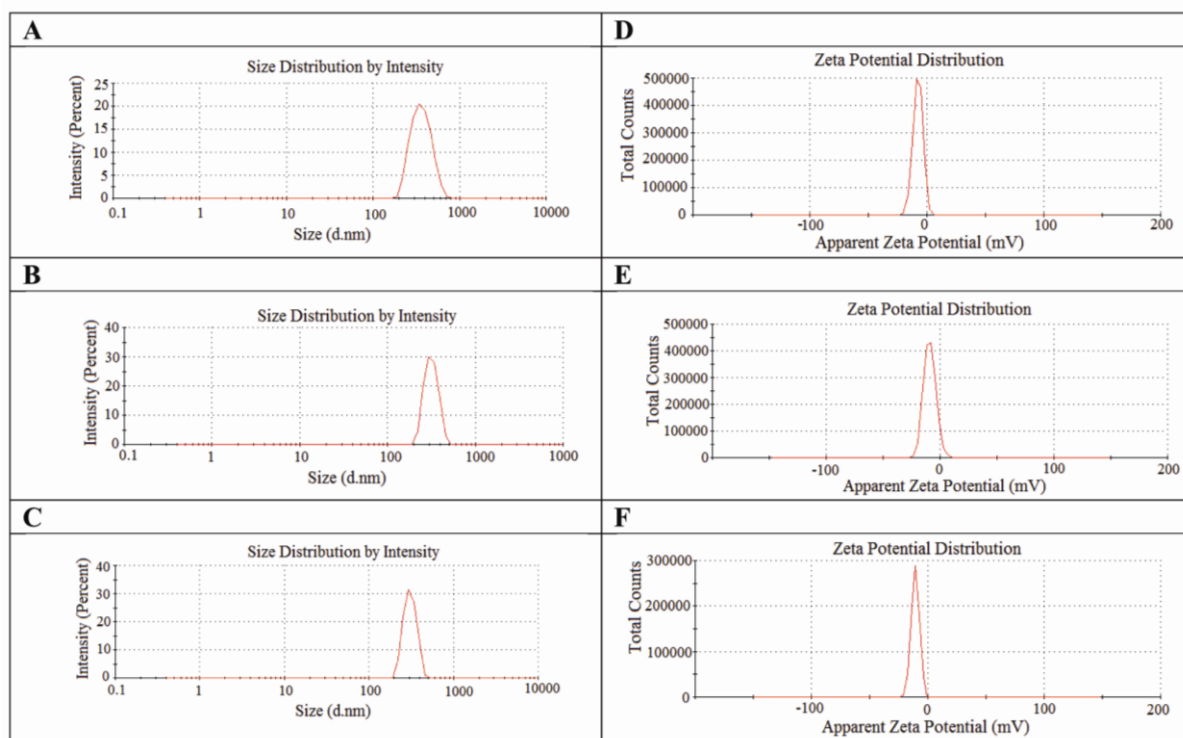 A
Size Distribution by Intensity
Intensity (Percent)
25
20
15
10
5
0
0.1 1 10 100 1000 10000
Size (d.nm)
D
Zeta Potential Distribution
Total Counts
500000
400000
300000
200000
100000
0
-100 0 100 200
Apparent Zeta Potential (mV)
B
Size Distribution by Intensity
Intensity (Percent)
40
30
20
10
0
0.1 1 10 100 1000 1000
Size (d.nm)
E
Zeta Potential Distribution
Total Counts
500000
400000
300000
200000
100000
0
-100 0 100 200
Apparent Zeta Potential (mV)
C
Size Distribution by Intensity
Intensity (Percent)
40
30
20
10
0
0.1 1 10 100 1000 10000
Size (d.nm)
F
Zeta Potential Distribution
Total Counts
300000
200000
100000
0
-100 0 100 200
Apparent Zeta Potential (mV)